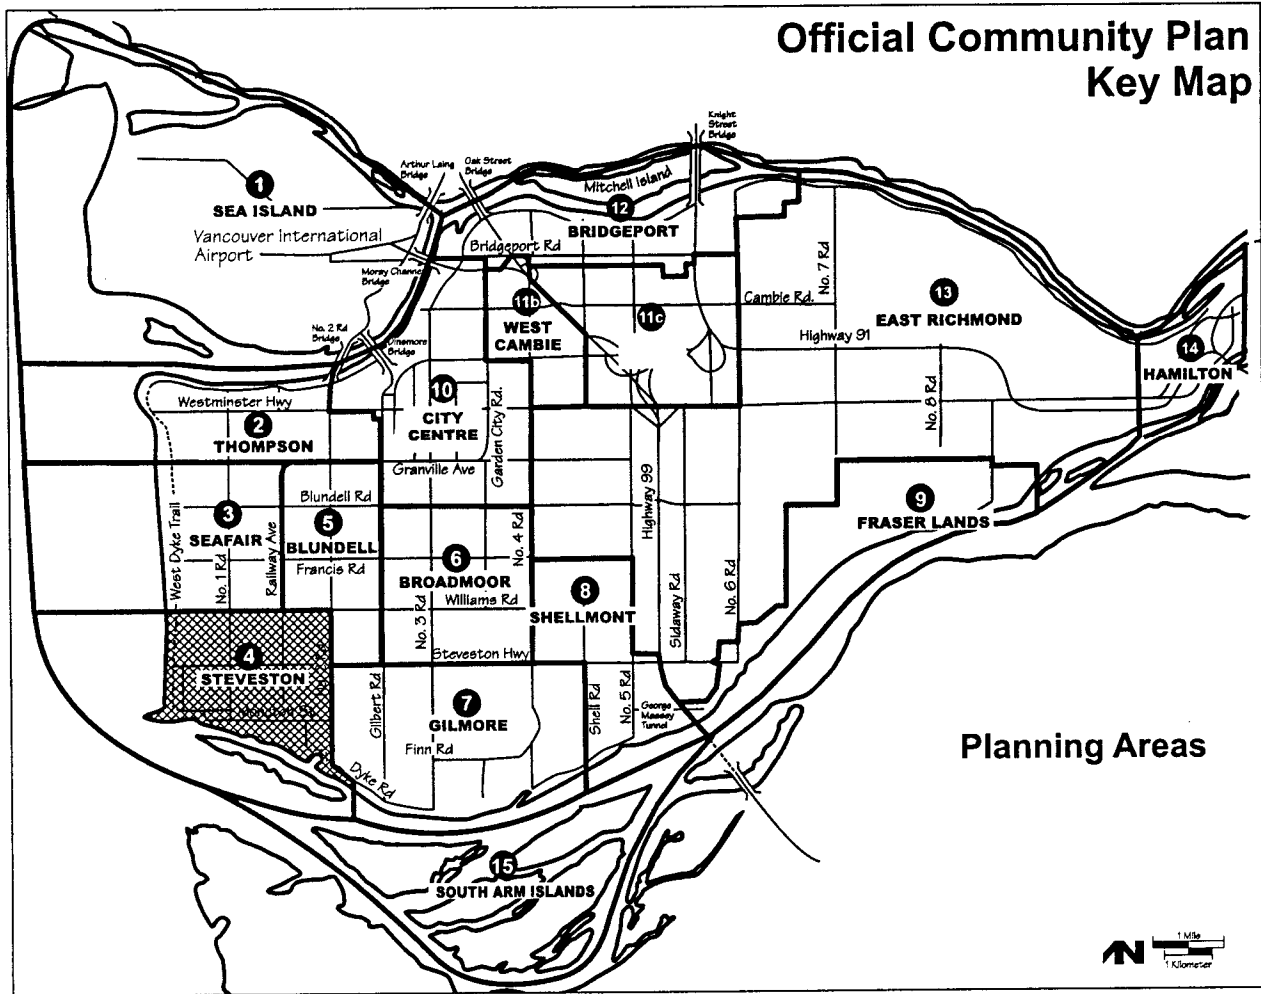 Official Community Plan
Key Map
Knight
Street
Bridge
Arthur Laing
Bridge
Oak Street
Bridge
Mitchell Island
1
SEA ISLAND
12
BRIDGEPORT
Vancouver International
Airport
Bridgeport Rd
No. 7 Rd
Moray Channel
Bridge
11b
WEST
CAMBIE
11c
Cambie Rd.
13
EAST RICHMOND
No. 2 Rd
Bridge
Dinsmore
Bridge
Highway 91
14
HAMILTON
10
CITY
CENTRE
Garden City Rd.
No. 8 Rd
Westminster Hwy
2
THOMPSON
Granville Ave
Highway 99
Blundell Rd
9
FRASER LANDS
West Dyke Trail
3
SEAFAIR
No. 1 Rd
Railway Ave
5
BLUNDELL
Francis Rd
No. 4 Rd
6
BROADMOOR
Williams Rd
No. 3 Rd
8
SHELLMONT
Sidaway Rd
No. 6 Rd
4
STEVESTON
Steveston Hwy
Gilbert Rd
7
GILMORE
Finn Rd
Shell Rd
No. 5 Rd
George
Massey
Tunnel
Dyke Rd
Planning Areas
15
SOUTH ARM ISLANDS
N
1 Mile
1 Kilometer